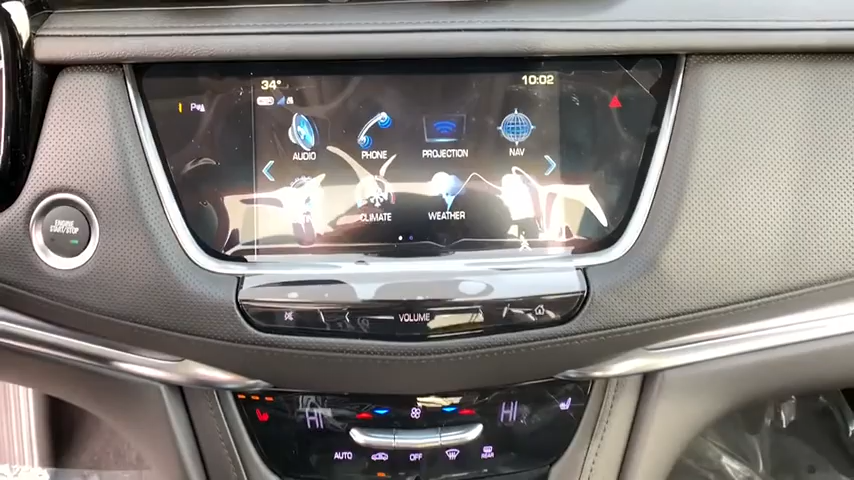 34° 10:02
AUDIO PHONE PROJECTION NAV
CLIMATE WEATHER
ENGINE
START/STOP
VOLUME
HI HI
AUTO OFF REAR